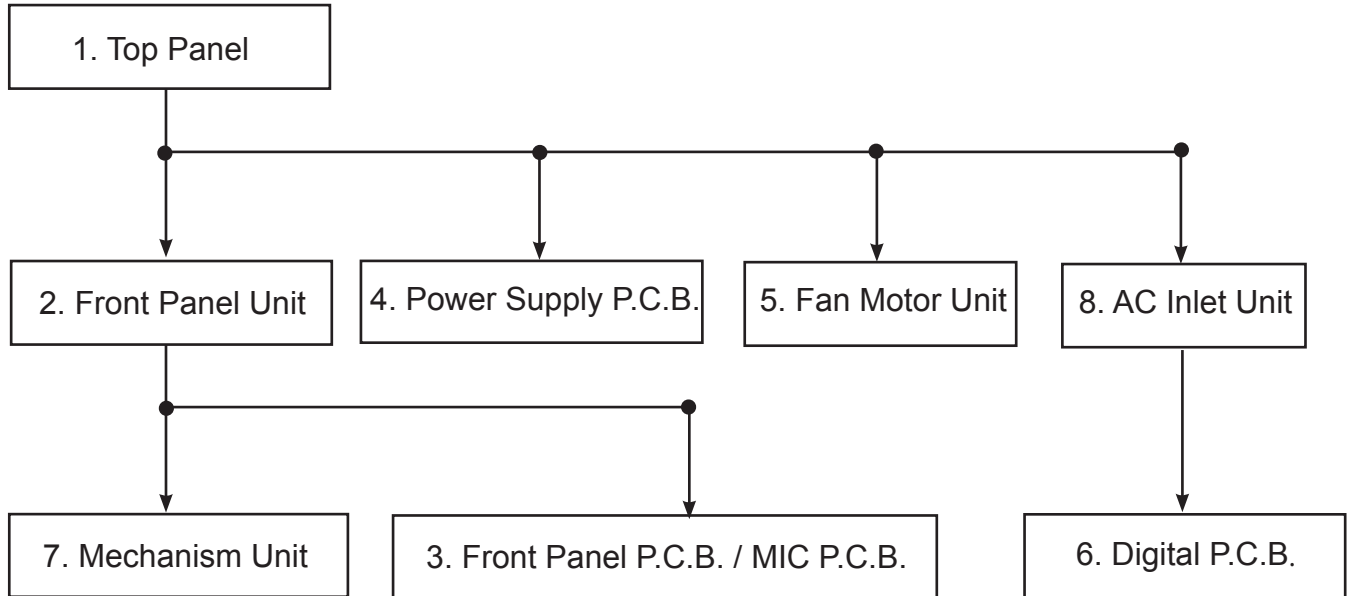 1. Top Panel
2. Front Panel Unit
4. Power Supply P.C.B.
5. Fan Motor Unit
8. AC Inlet Unit
7. Mechanism Unit
3. Front Panel P.C.B. / MIC P.C.B.
6. Digital P.C.B.